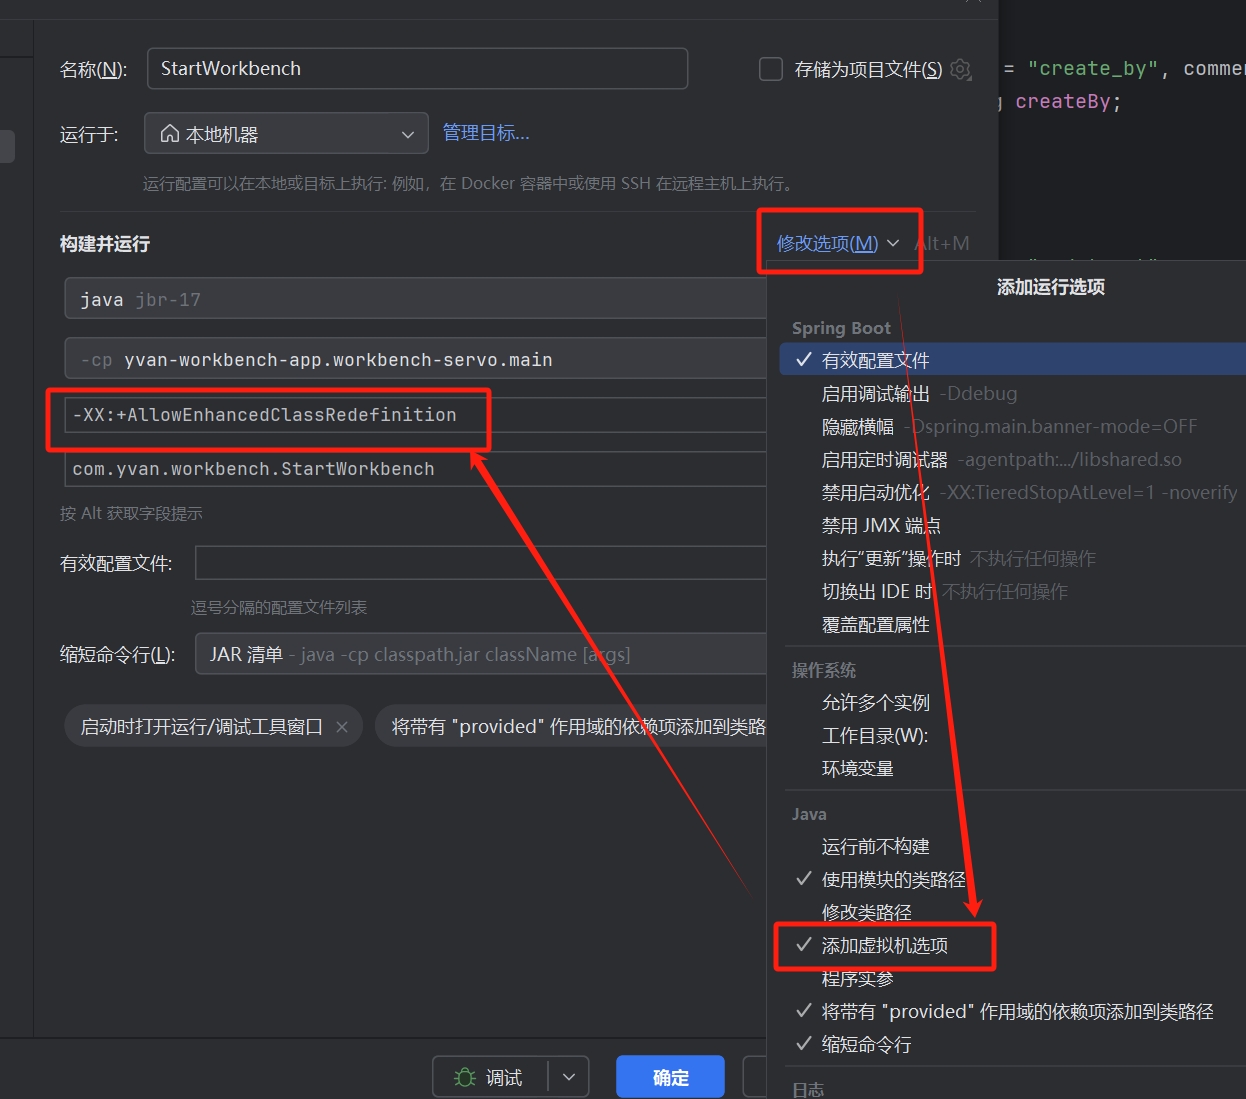 名称(N):
StartWorkbench
存储为项目文件(S)
= "create_by", commen
createBy;
运行于:
本地机器
管理目标...
运行配置可以在本地或目标上执行: 例如，在 Docker 容器中或使用 SSH 在远程主机上执行。
构建并运行
修改选项(M)
Alt+M
java jbr-17
-cp yvan-workbench-app.workbench-servo.main
-XX:+AllowEnhancedClassRedefinition
com.yvan.workbench.StartWorkbench
按 Alt 获取字段提示
有效配置文件:
逗号分隔的配置文件列表
缩短命令行(L):
JAR 清单 - java -cp classpath.jar className [args]
启动时打开运行/调试工具窗口
将带有 "provided" 作用域的依赖项添加到类路
添加运行选项
Spring Boot
有效配置文件
启用调试输出 -Ddebug
隐藏横幅 -Dspring.main.banner-mode=OFF
启用定时调试器 -agentpath:.../libshared.so
禁用启动优化 -XX:TieredStopAtLevel=1 -noverify
禁用 JMX 端点
执行“更新”操作时 不执行任何操作
切换出 IDE 时 不执行任何操作
覆盖配置属性
操作系统
允许多个实例
工作目录(W):
环境变量
Java
运行前不构建
使用模块的类路径
修改类路径
添加虚拟机选项
程序实参
将带有 "provided" 作用域的依赖项添加到类路径
缩短命令行
日志
调试
确定